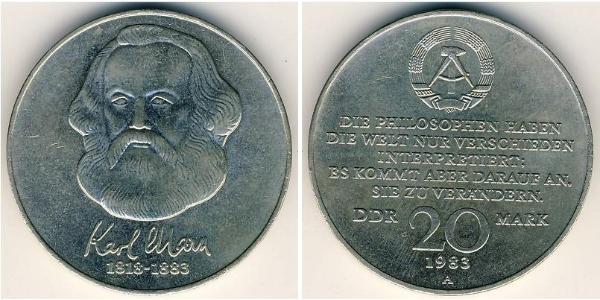 Karl Marx
1818-1883
DIE PHILOSOPHEN HABEN
DIE WELT NUR VERSCHIEDEN
INTERPRETIERT;
ES KOMMT ABER DARAUF AN,
SIE ZU VERÄNDERN.
DDR 20 MARK
1983
A